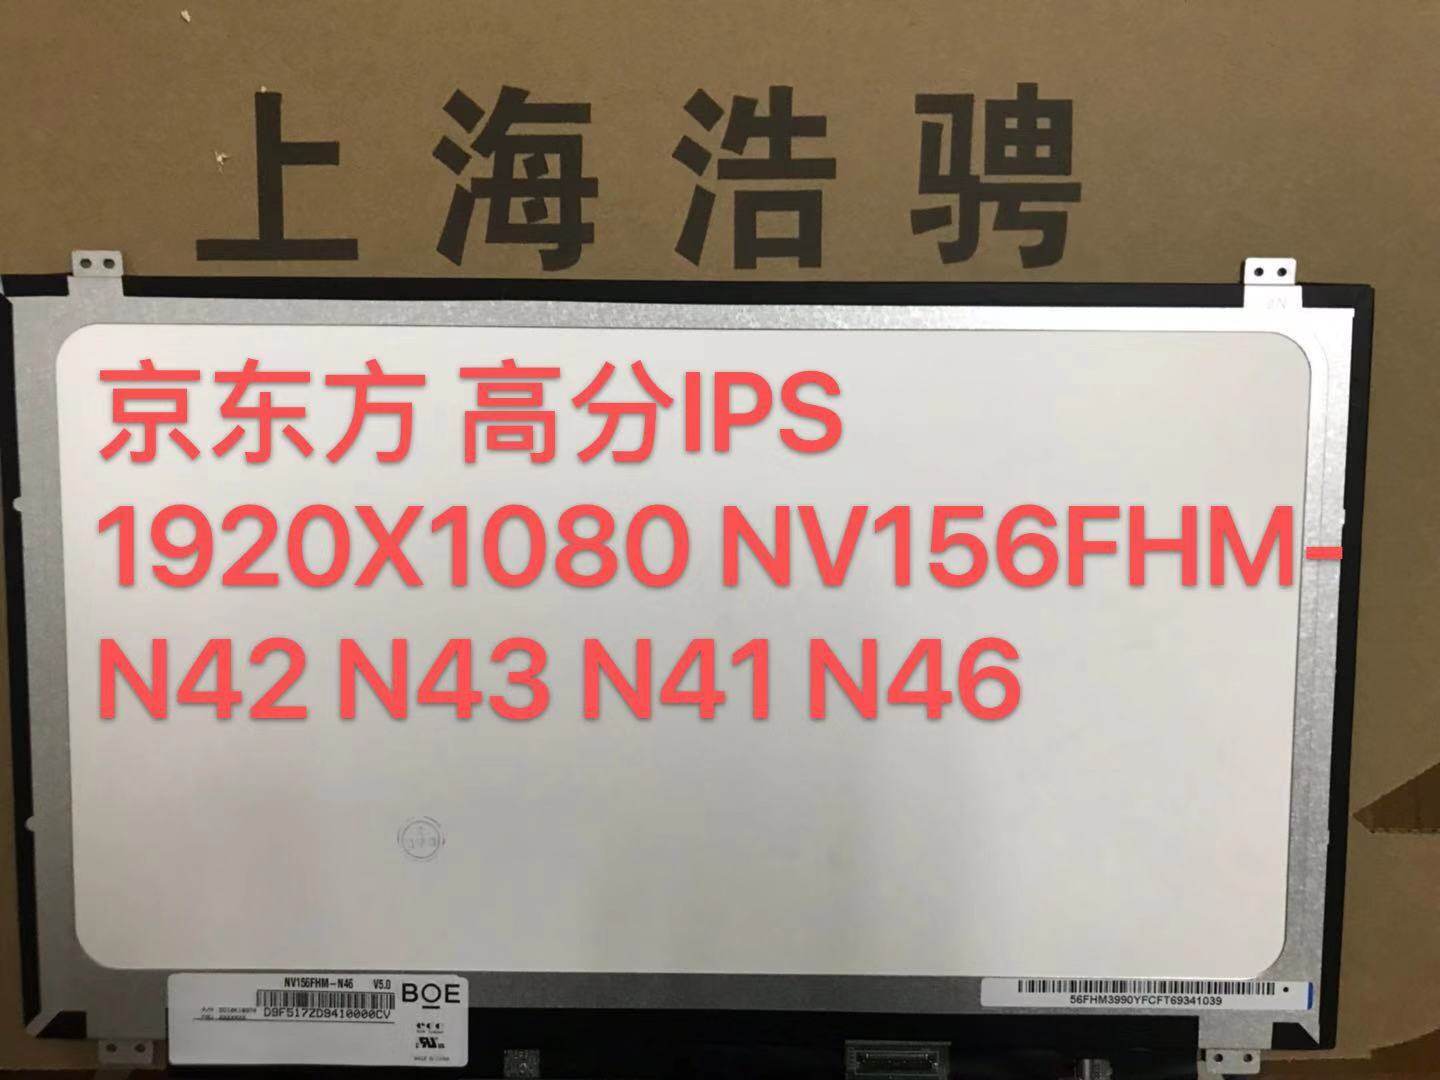 上海浩骋
京东方 高分IPS
1920X1080 NV156FHM-
N42 N43 N41 N46
NV156FHM-N46 V5.0
BOE
D9F517ZD9410000CV
56FHM3990YFCFT69341039